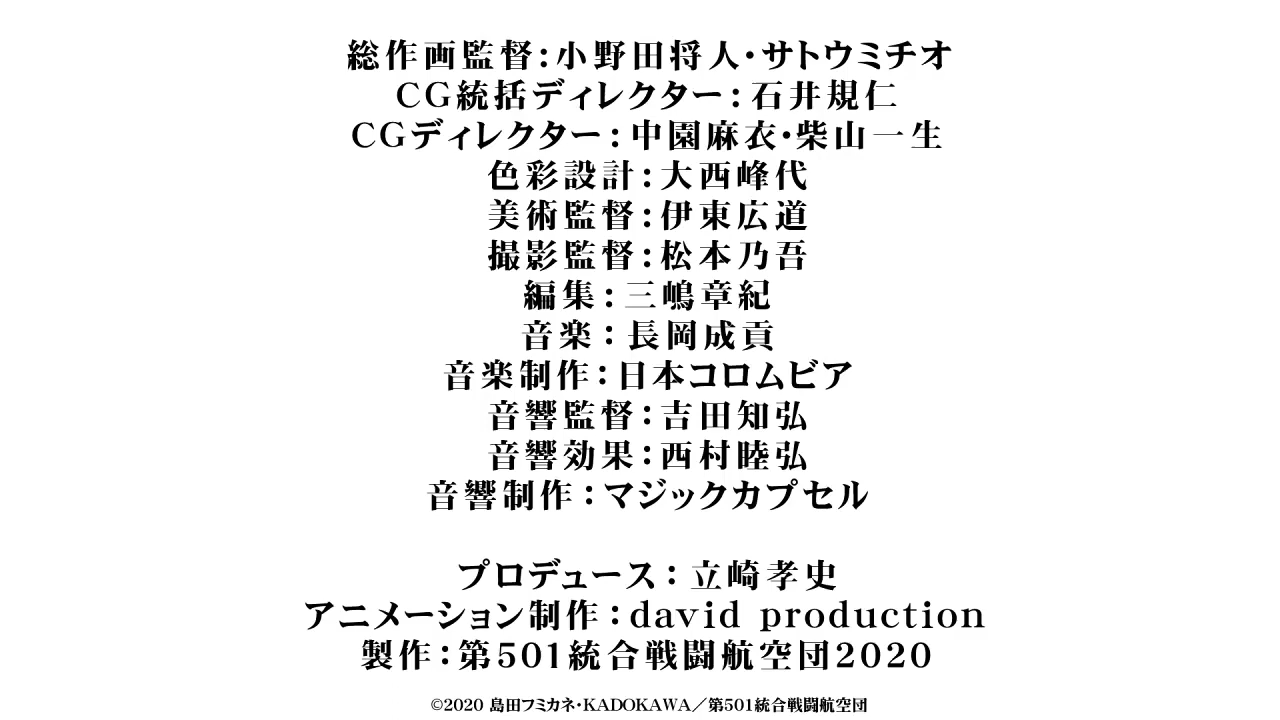 総作画監督:小野田将人・サトウミチオ
CG統括ディレクター:石井規仁
CGディレクター:中園麻衣・柴山一生
色彩設計:大西峰代
美術監督:伊東広道
撮影監督:松本乃吾
編集:三嶋章紀
音楽:長岡成貢
音楽制作:日本コロムビア
音響監督:吉田知弘
音響効果:西村睦弘
音響制作:マジックカプセル
プロデュース:立崎孝史
アニメーション制作:david production
製作:第501統合戦闘航空団2020
©2020 島田フミカネ・KADOKAWA／第501統合戦闘航空団